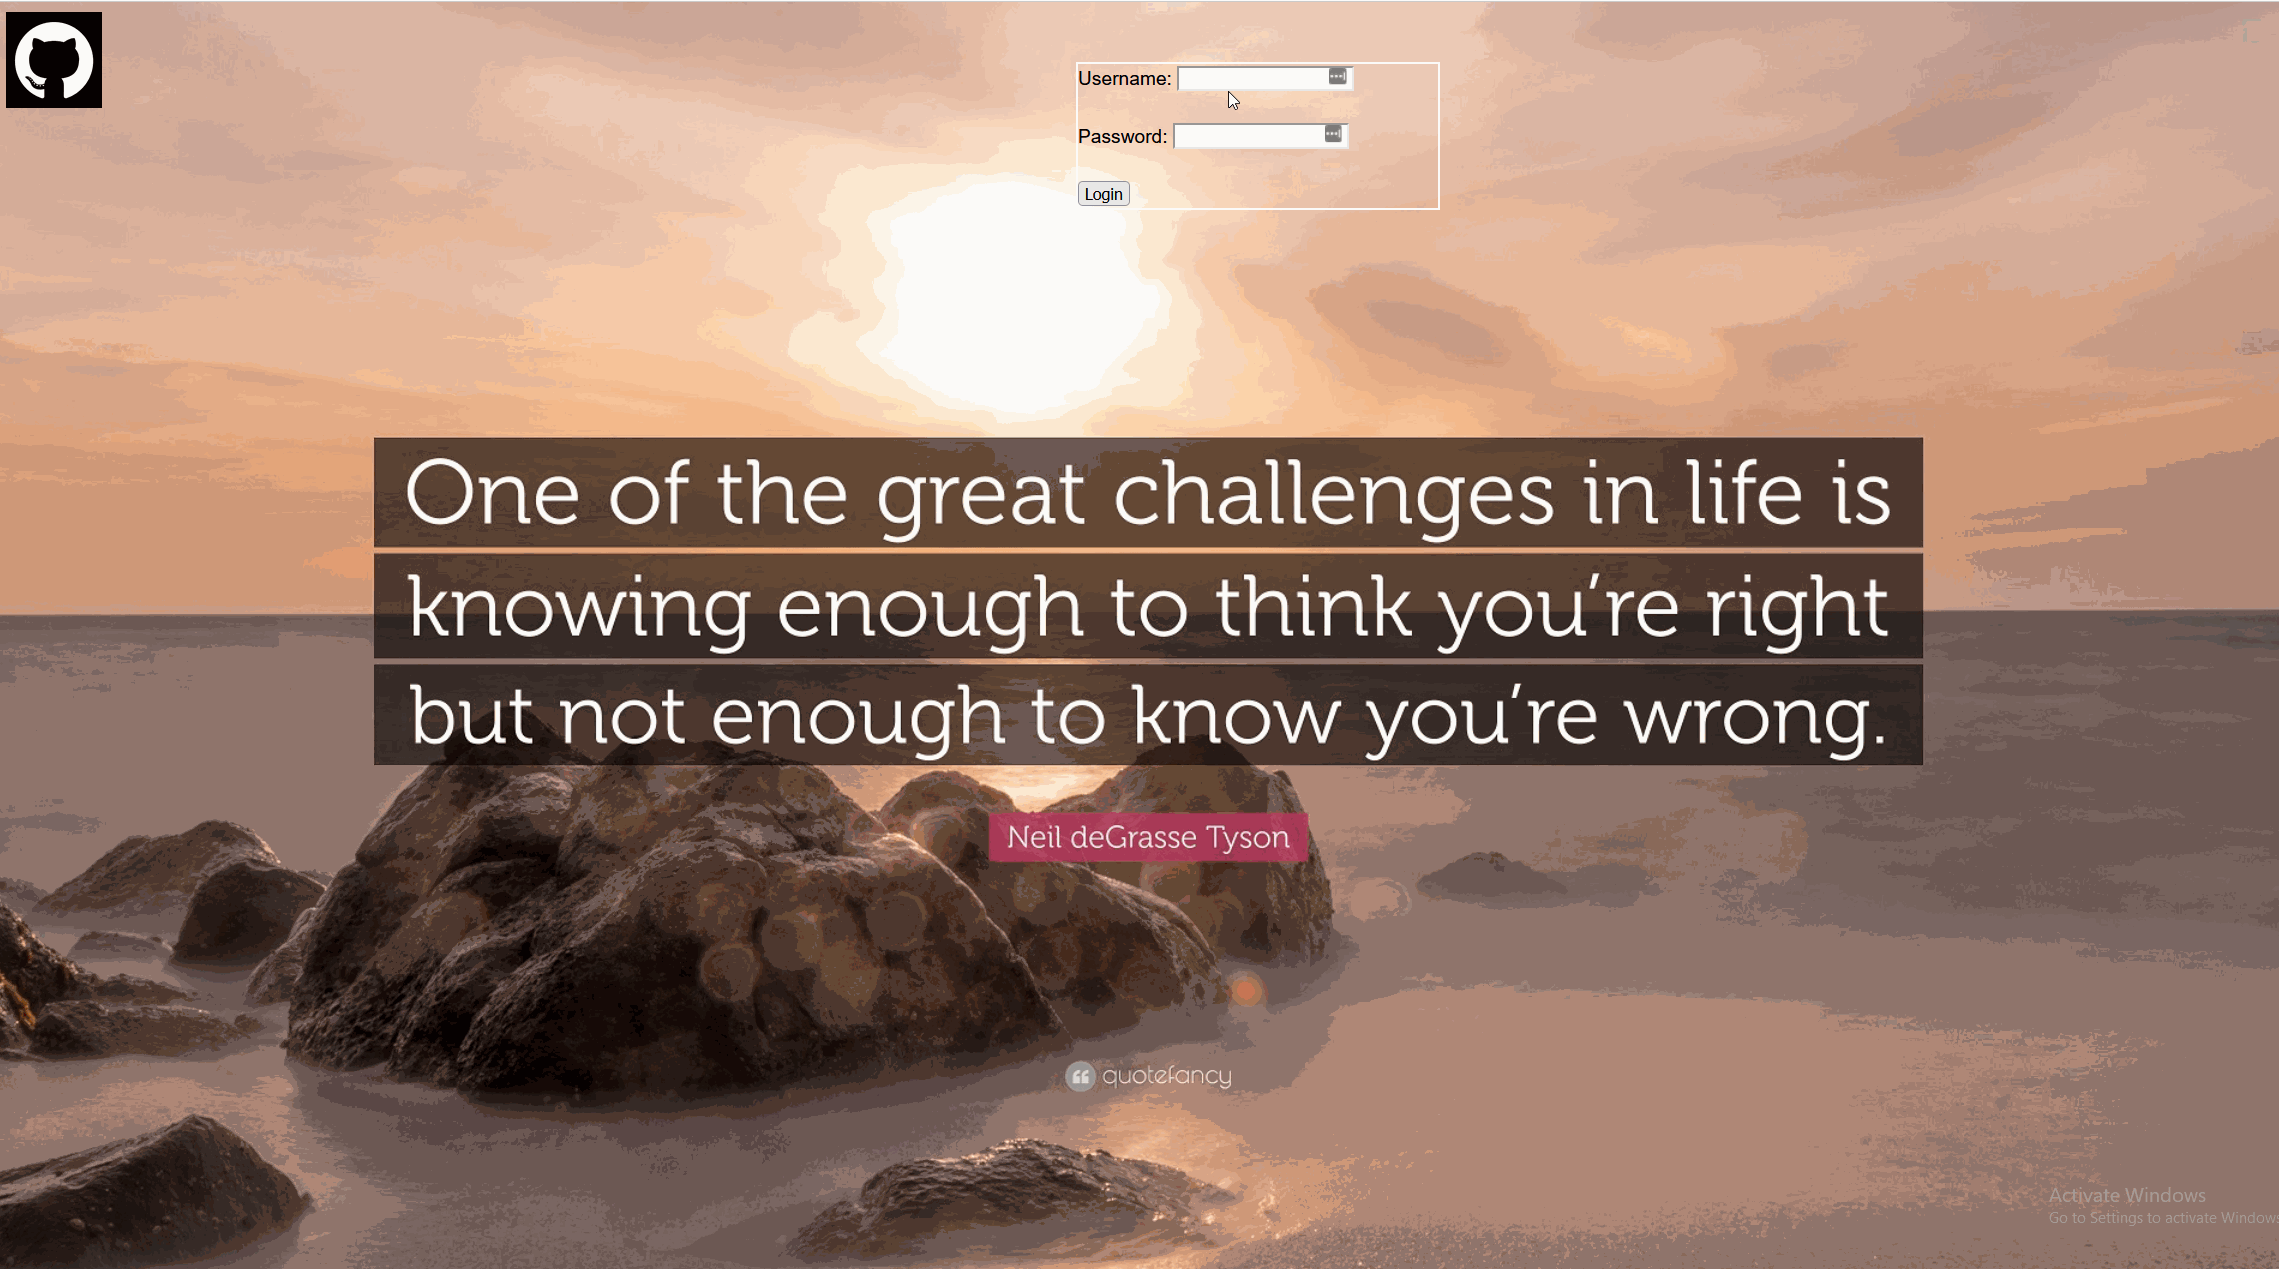 Username:
Password:
Login
One of the great challenges in life is
knowing enough to think you’re right
but not enough to know you’re wrong.
Neil deGrasse Tyson
quotefancy
Activate Windows
Go to Settings to activate Windows